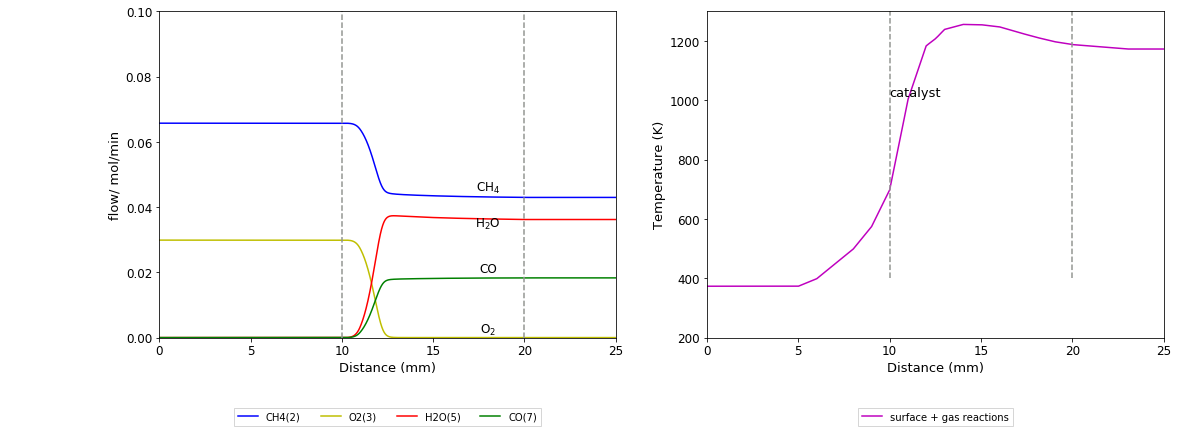 0.10
0.08
0.06
0.04
0.02
0.00
flow/ mol/min
CH₄
H₂O
CO
O₂
0 5 10 15 20 25
Distance (mm)
CH4(2) O2(3) H2O(5) CO(7)
1200
1000
800
600
400
200
Temperature (K)
catalyst
0 5 10 15 20 25
Distance (mm)
surface + gas reactions